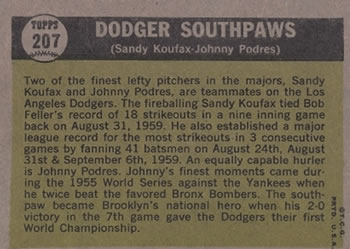 TOPPS
207
DODGER SOUTHPAWS
(Sandy Koufax-Johnny Podres)
Two of the finest lefty pitchers in the majors, Sandy
Koufax and Johnny Podres, are teammates on the
Los Angeles Dodgers. The fireballing Sandy Koufax tied Bob
Feller's record of 18 strikeouts in a nine inning game
back on August 31, 1959. He also established a major
league record for the most strikeouts in 3 consecutive
games by fanning 41 batsmen on August 24th, August
31st & September 6th, 1959. An equally capable hurler
is Johnny Podres. Johnny's finest moments came dur-
ing the 1955 World Series against the Yankees when
he twice beat the favored Bronx Bombers. The south-
paw became Brooklyn's national hero when his 2-0
victory in the 7th game gave the Dodgers their first
World Championship.
©T.C.G.
PRTD. U.S.A.